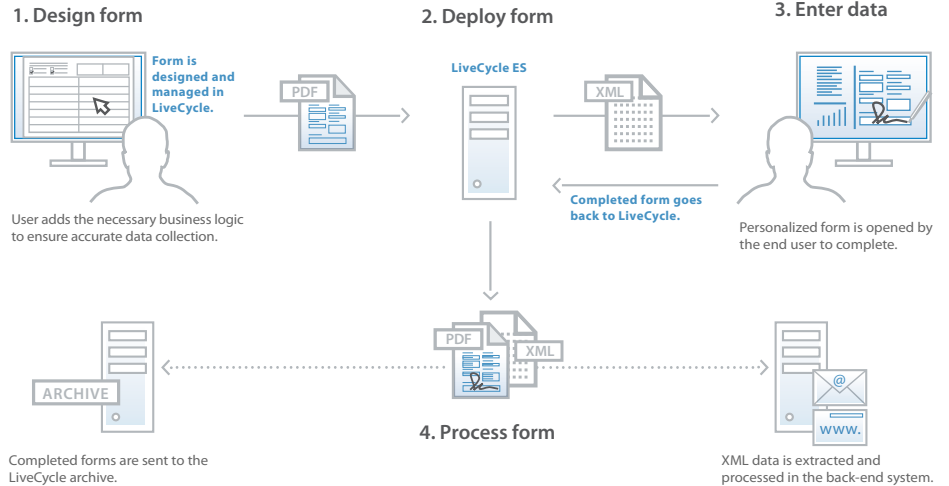 1. Design form
2. Deploy form
3. Enter data
Form is
designed and
managed in
LiveCycle.
PDF
LiveCycle ES
XML
Completed form goes
back to LiveCycle.
User adds the necessary business logic
to ensure accurate data collection.
Personalized form is opened by
the end user to complete.
PDF
XML
ARCHIVE
@
www.
4. Process form
Completed forms are sent to the
LiveCycle archive.
XML data is extracted and
processed in the back-end system.